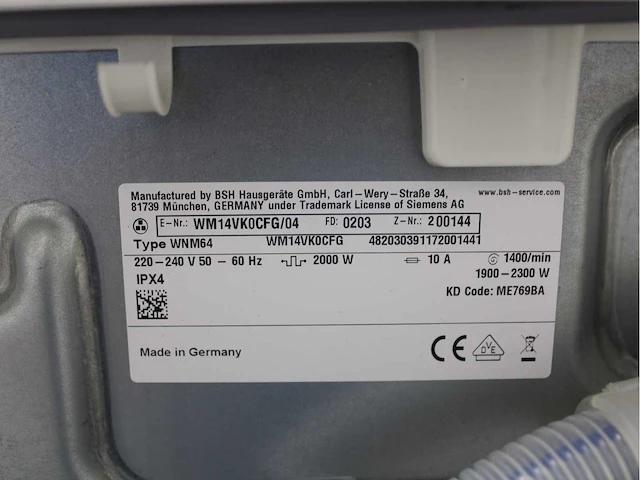 Manufactured by BSH Hausgeräte GmbH, Carl-Wery-Straße 34, www.bsh-service.com
81739 München, GERMANY under Trademark License of Siemens AG
E-Nr.: WM14VK0CFG/04 FD: 0203 Z-Nr.: 200144
Type WNM64 WM14VK0CFG 482030391172001441
220-240 V 50 - 60 Hz 2000 W 10 A 1400/min
IPX4 1900-2300 W
KD Code: ME769BA
Made in Germany CE DVE